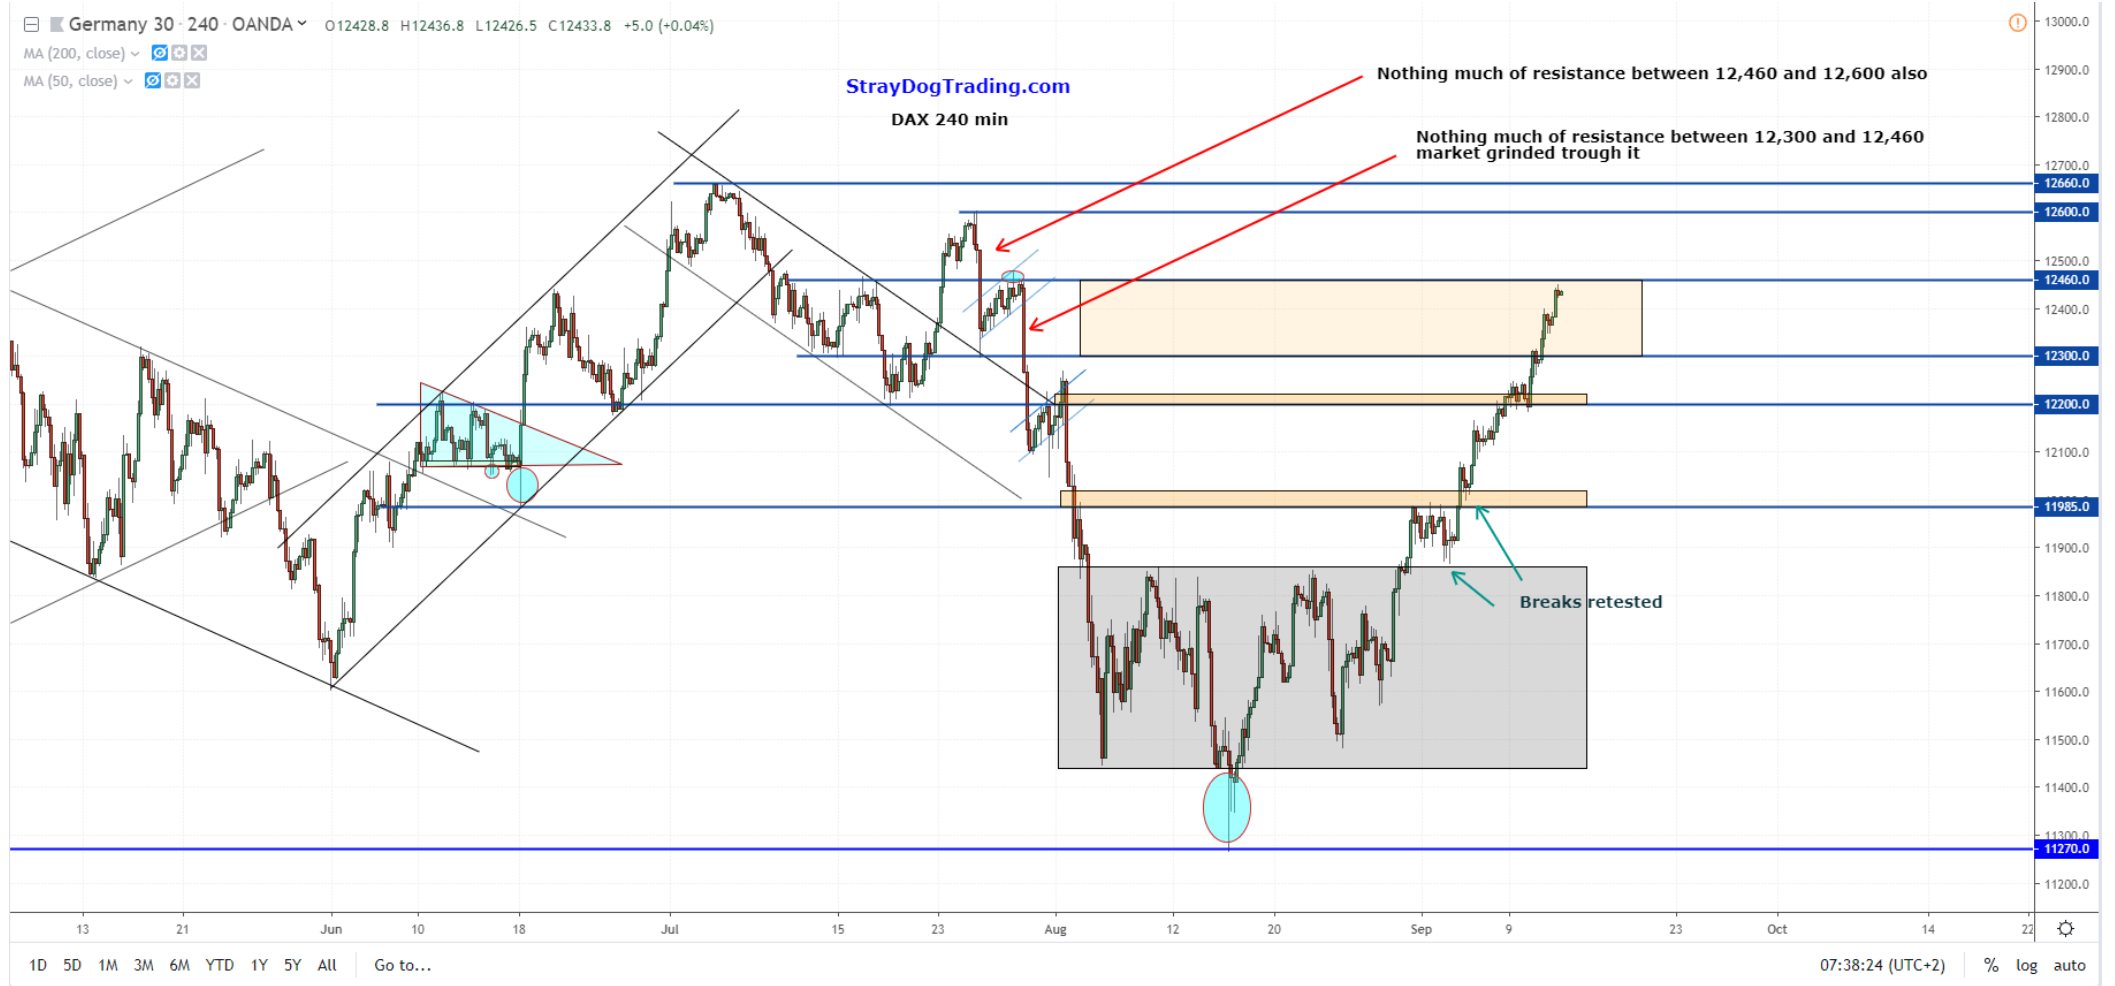 Germany 30 · 240 · OANDA O12428.8 H12436.8 L12426.5 C12433.8 +5.0 (+0.04%)
MA (200, close)
MA (50, close)
StrayDogTrading.com
DAX 240 min
Nothing much of resistance between 12,460 and 12,600 also
Nothing much of resistance between 12,300 and 12,460
market grinded trough it
Breaks retested
13000.0
12900.0
12800.0
12700.0
12660.0
12600.0
12500.0
12460.0
12400.0
12300.0
12200.0
12100.0
11985.0
11900.0
11800.0
11700.0
11600.0
11500.0
11400.0
11300.0
11270.0
11200.0
13 21 Jun 10 18 Jul 15 23 Aug 12 20 Sep 9 23 Oct 14 22
1D 5D 1M 3M 6M YTD 1Y 5Y All Go to... 07:38:24 (UTC+2) % log auto